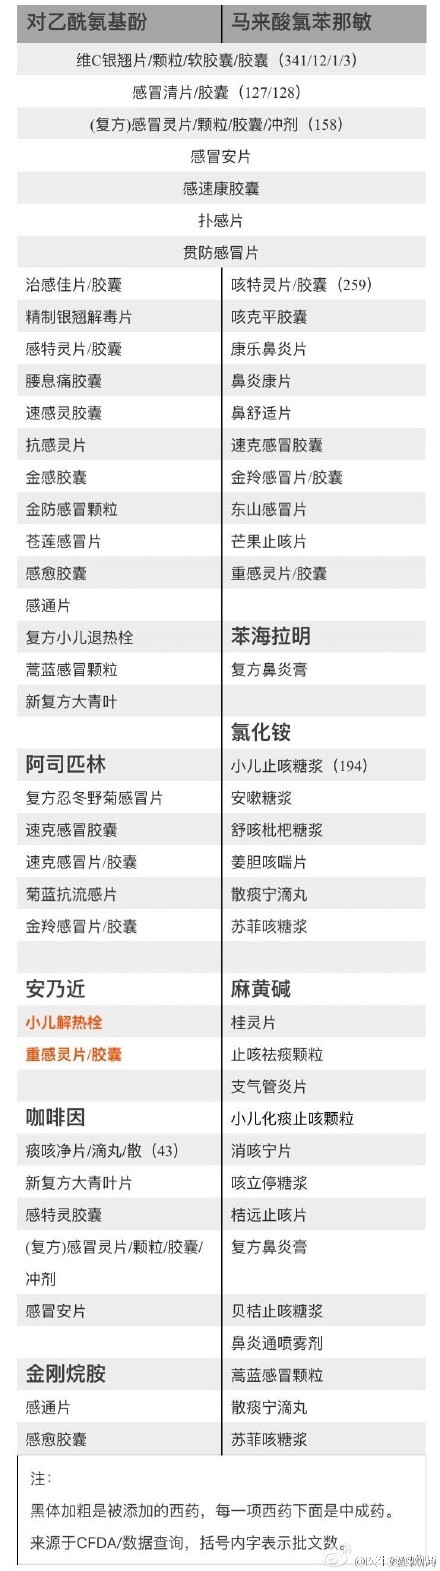 对乙酰氨基酚 马来酸氯苯那敏
维C银翘片/颗粒/软胶囊/胶囊（341/12/1/3）
感冒清片/胶囊（127/128）
(复方)感冒灵片/颗粒/胶囊/冲剂（158）
感冒安片
感速康胶囊
扑感片
贯防感冒片
治感佳片/胶囊 咳特灵片/胶囊（259）
精制银翘解毒片 咳克平胶囊
感特灵片/胶囊 康乐鼻炎片
腰息痛胶囊 鼻炎康片
速感灵胶囊 鼻舒适片
抗感灵片 速克感冒胶囊
金感胶囊 金羚感冒片/胶囊
金防感冒颗粒 东山感冒片
苍莲感冒片 芒果止咳片
感愈胶囊 重感灵片/胶囊
感通片
复方小儿退热栓 苯海拉明
蒿蓝感冒颗粒 复方鼻炎膏
新复方大青叶
氯化铵
阿司匹林 小儿止咳糖浆（194）
复方忍冬野菊感冒片 安嗽糖浆
速克感冒胶囊 舒咳枇杷糖浆
速克感冒片/胶囊 姜胆咳喘片
菊蓝抗流感片 散痰宁滴丸
金羚感冒片/胶囊 苏菲咳糖浆
安乃近 麻黄碱
小儿解热栓 桂灵片
重感灵片/胶囊 止咳祛痰颗粒
支气管炎片
咖啡因 小儿化痰止咳颗粒
痰咳净片/滴丸/散（43） 消咳宁片
新复方大青叶片 咳立停糖浆
感特灵胶囊 桔远止咳片
(复方)感冒灵片/颗粒/胶囊/ 复方鼻炎膏
冲剂
感冒安片 贝桔止咳糖浆
鼻炎通喷雾剂
金刚烷胺 蒿蓝感冒颗粒
感通片 散痰宁滴丸
感愈胶囊 苏菲咳糖浆
注：
黑体加粗是被添加的西药，每一项西药下面是中成药。
来源于CFDA/数据查询，括号内字表示批文数。